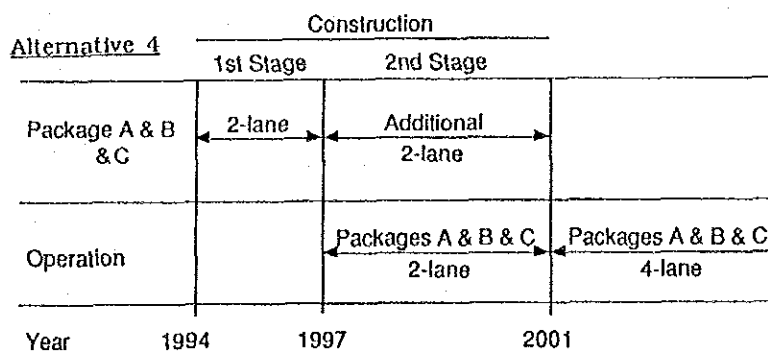 Construction
Alternative 4
1st Stage 2nd Stage
Package A & B
& C
2-lane
Additional
2-lane
Operation
Packages A & B & C
2-lane
Packages A & B & C
4-lane
Year 1994 1997 2001